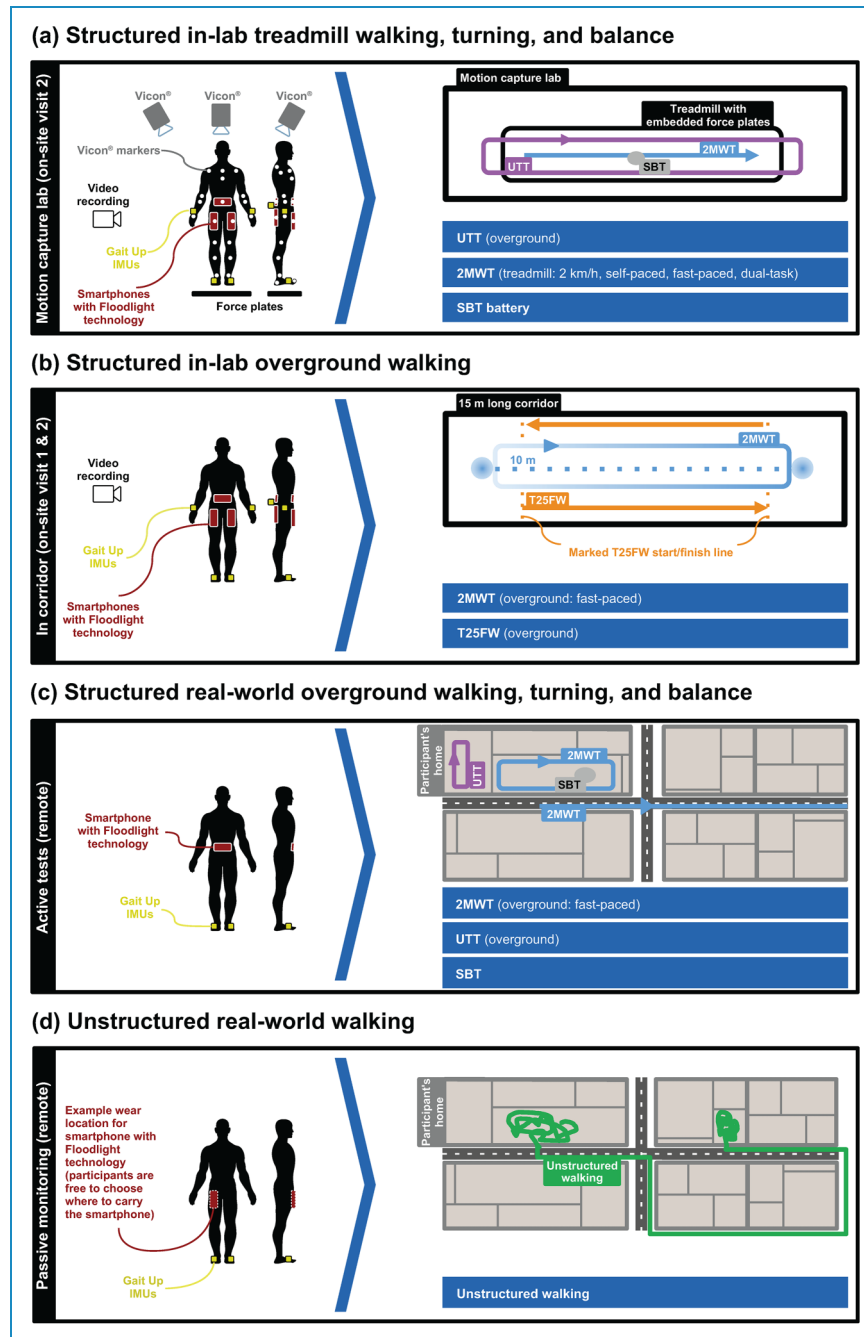 (a) Structured in-lab treadmill walking, turning, and balance
Motion capture lab (on-site visit 2)
Vicon®
Vicon®
Vicon®
Vicon® markers
Video
recording
Gait Up
IMUs
Smartphones
with Floodlight
technology
Force plates
Motion capture lab
Treadmill with
embedded force plates
2MWT
UTT
SBT
UTT (overground)
2MWT (treadmill: 2 km/h, self-paced, fast-paced, dual-task)
SBT battery
(b) Structured in-lab overground walking
In corridor (on-site visit 1 & 2)
Video
recording
Gait Up
IMUs
Smartphones
with Floodlight
technology
15 m long corridor
2MWT
10 m
T25FW
Marked T25FW start/finish line
2MWT (overground: fast-paced)
T25FW (overground)
(c) Structured real-world overground walking, turning, and balance
Active tests (remote)
Smartphone
with Floodlight
technology
Gait Up
IMUs
Participant's
home
UTT
2MWT
SBT
2MWT
2MWT (overground: fast-paced)
UTT (overground)
SBT
(d) Unstructured real-world walking
Passive monitoring (remote)
Example wear
location for
smartphone with
Floodlight
technology
(participants are
free to choose
where to carry
the smartphone)
Gait Up
IMUs
Participant's
home
Unstructured
walking
Unstructured walking